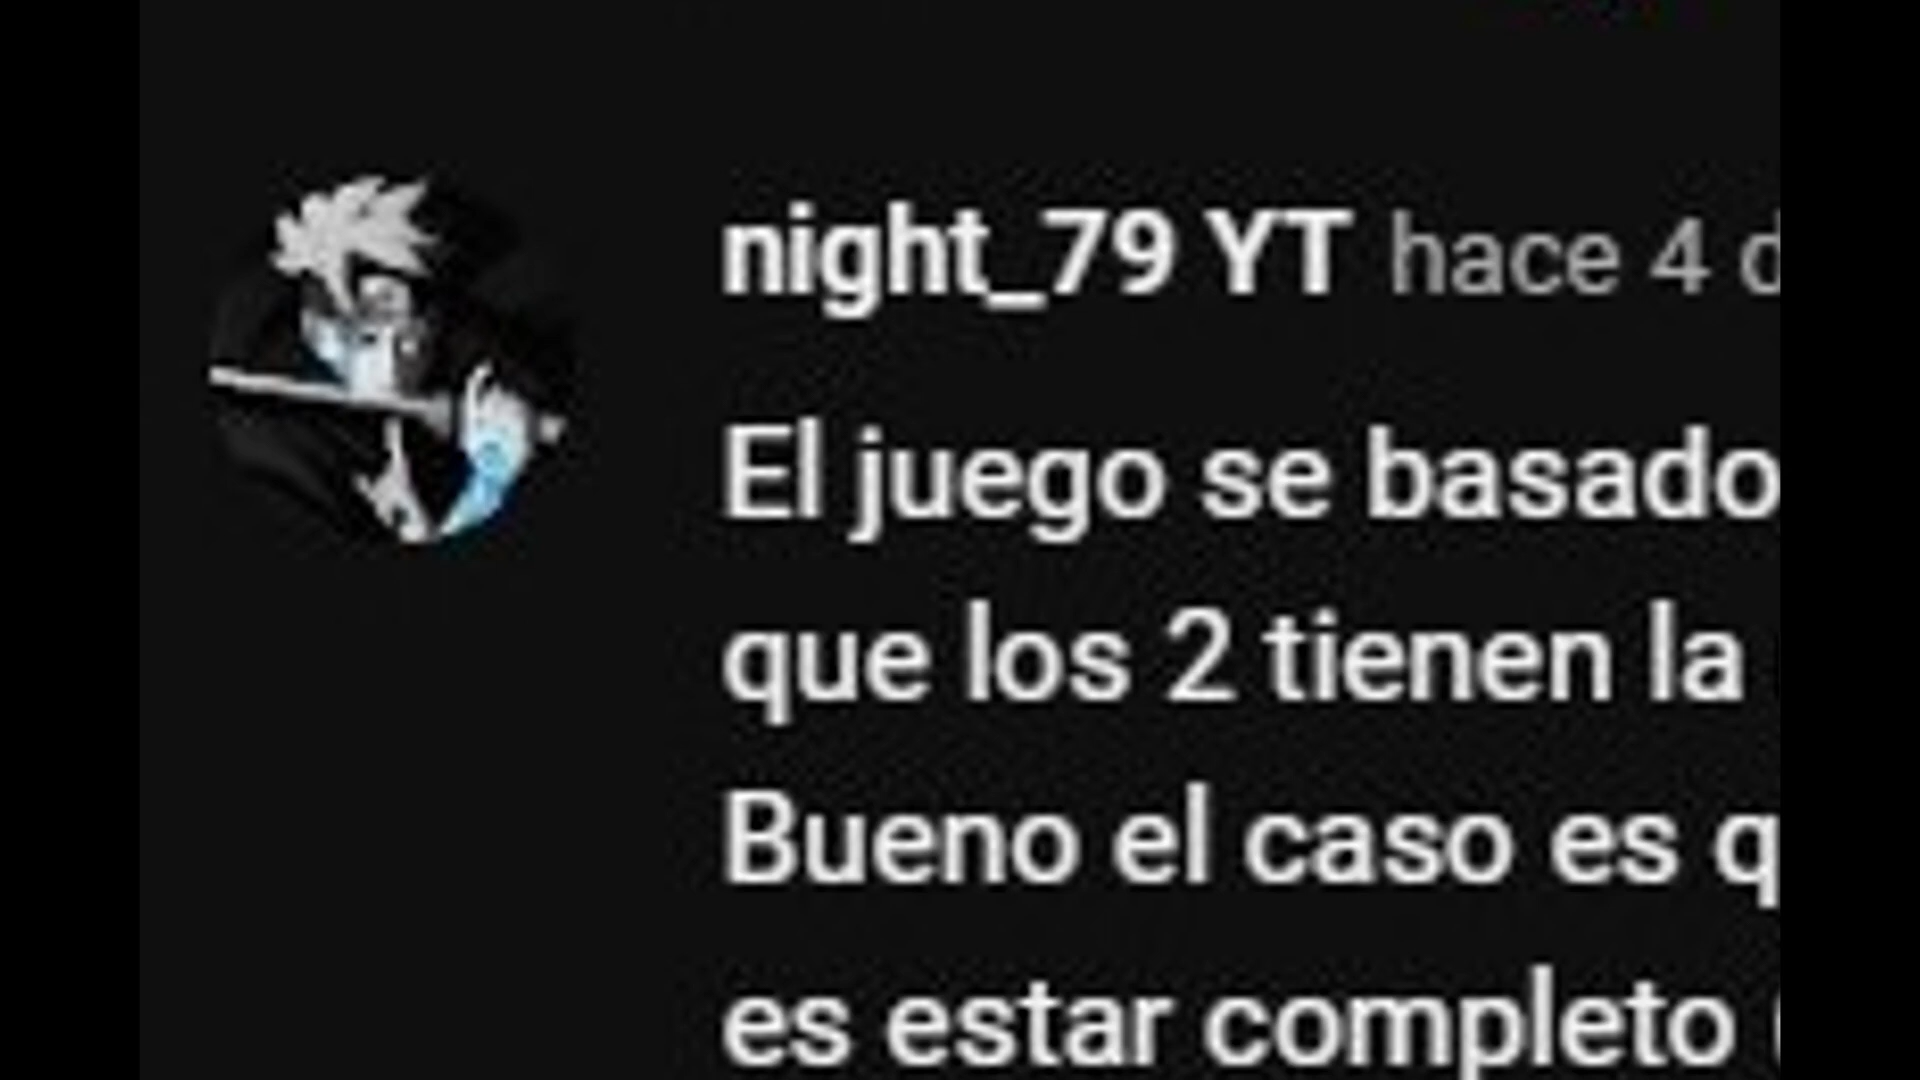 night_79 YT hace 4 d
El juego se basado
que los 2 tienen la
Bueno el caso es q
es estar completo